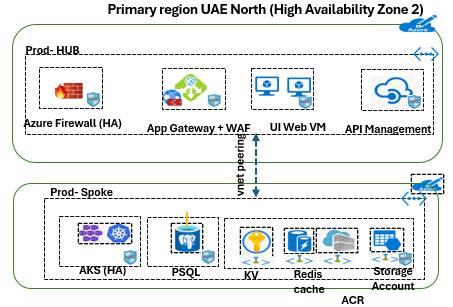 Primary region UAE North (High Availability Zone 2)
Azure
Prod- HUB
Azure Firewall (HA)
App Gateway + WAF
UI Web VM
API Management
vnet peering
Prod- Spoke
AKS (HA)
PSQL
KV
Redis
cache
ACR
Storage
Account